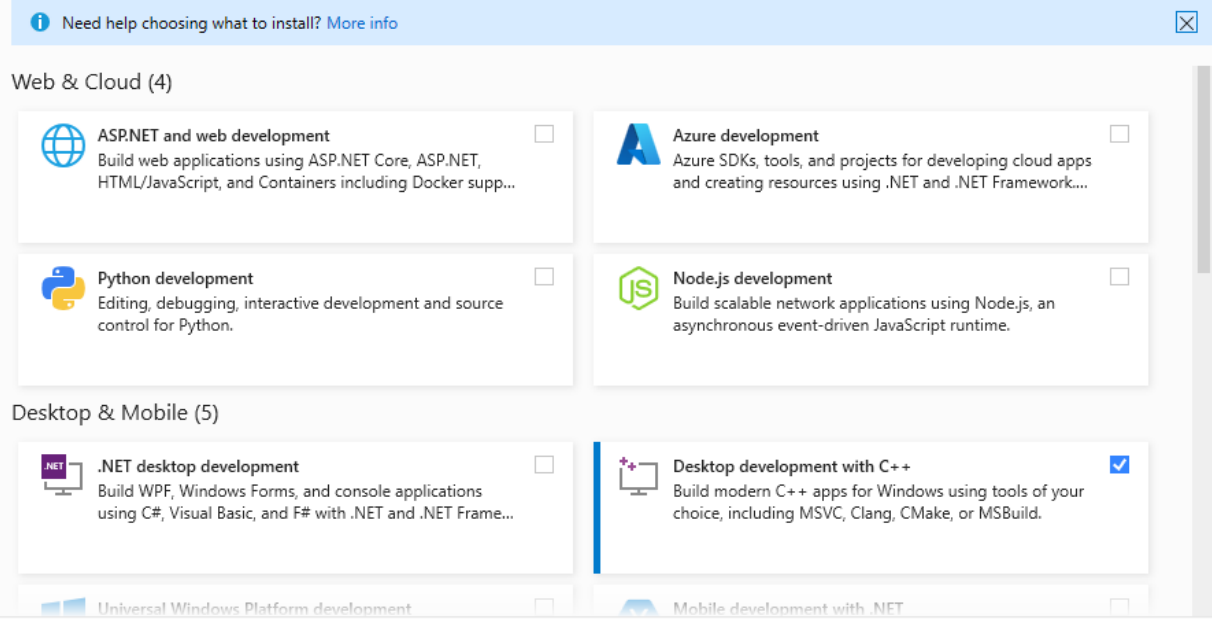 Need help choosing what to install? More info
Web & Cloud (4)
ASP.NET and web development
Build web applications using ASP.NET Core, ASP.NET,
HTML/JavaScript, and Containers including Docker supp...
Azure development
Azure SDKs, tools, and projects for developing cloud apps
and creating resources using .NET and .NET Framework....
Python development
Editing, debugging, interactive development and source
control for Python.
JS
Node.js development
Build scalable network applications using Node.js, an
asynchronous event-driven JavaScript runtime.
Desktop & Mobile (5)
.NET
.NET desktop development
Build WPF, Windows Forms, and console applications
using C#, Visual Basic, and F# with .NET and .NET Frame...
Desktop development with C++
Build modern C++ apps for Windows using tools of your
choice, including MSVC, Clang, CMake, or MSBuild.
Universal Windows Platform development
Mobile development with .NET